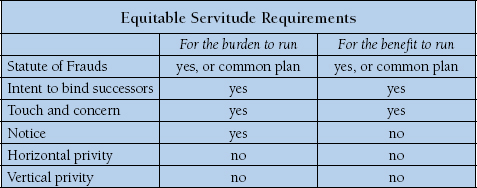 Equitable Servitude Requirements
For the burden to run For the benefit to run
Statute of Frauds yes, or common plan yes, or common plan
Intent to bind successors yes yes
Touch and concern yes yes
Notice yes no
Horizontal privity no no
Vertical privity no no